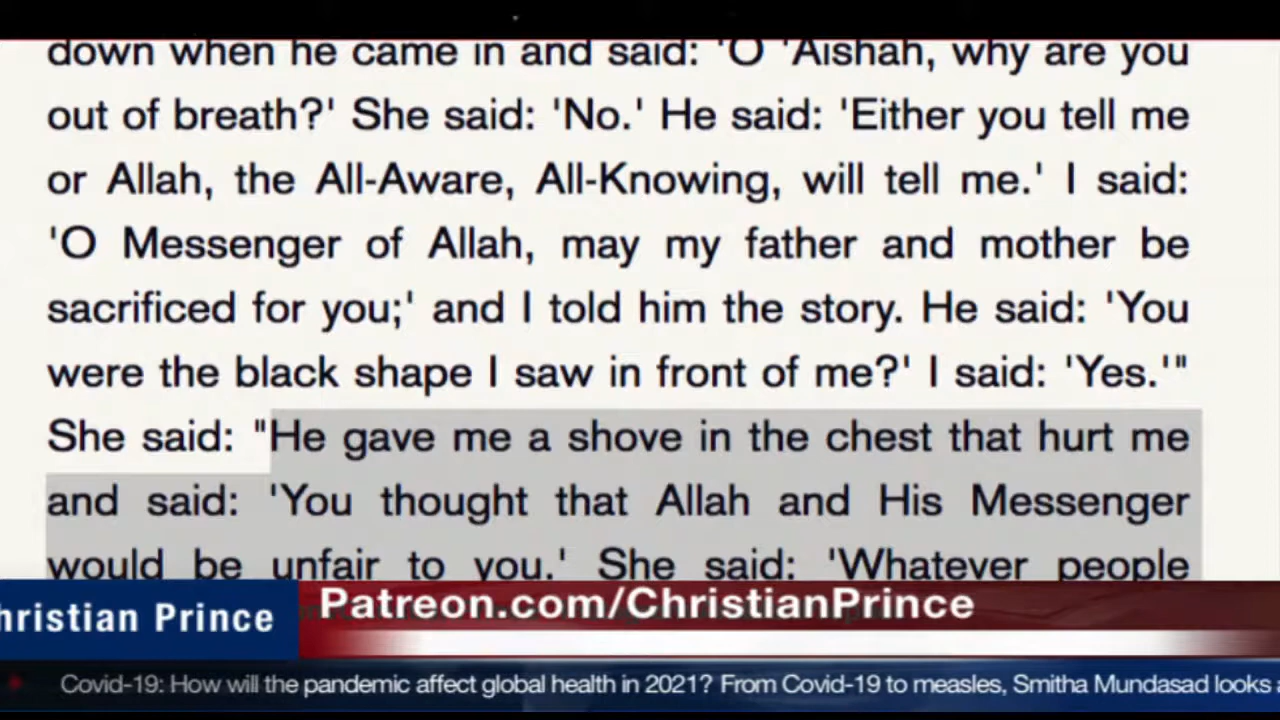 down when he came in and said: 'O 'Aishah, why are you
out of breath?' She said: 'No.' He said: 'Either you tell me
or Allah, the All-Aware, All-Knowing, will tell me.' I said:
'O Messenger of Allah, may my father and mother be
sacrificed for you;' and I told him the story. He said: 'You
were the black shape I saw in front of me?' I said: 'Yes.'"
She said: "He gave me a shove in the chest that hurt me
and said: 'You thought that Allah and His Messenger
would be unfair to you.' She said: 'Whatever people
hristian Prince
Patreon.com/ChristianPrince
Covid-19: How will the pandemic affect global health in 2021? From Covid-19 to measles, Smitha Mundasad looks